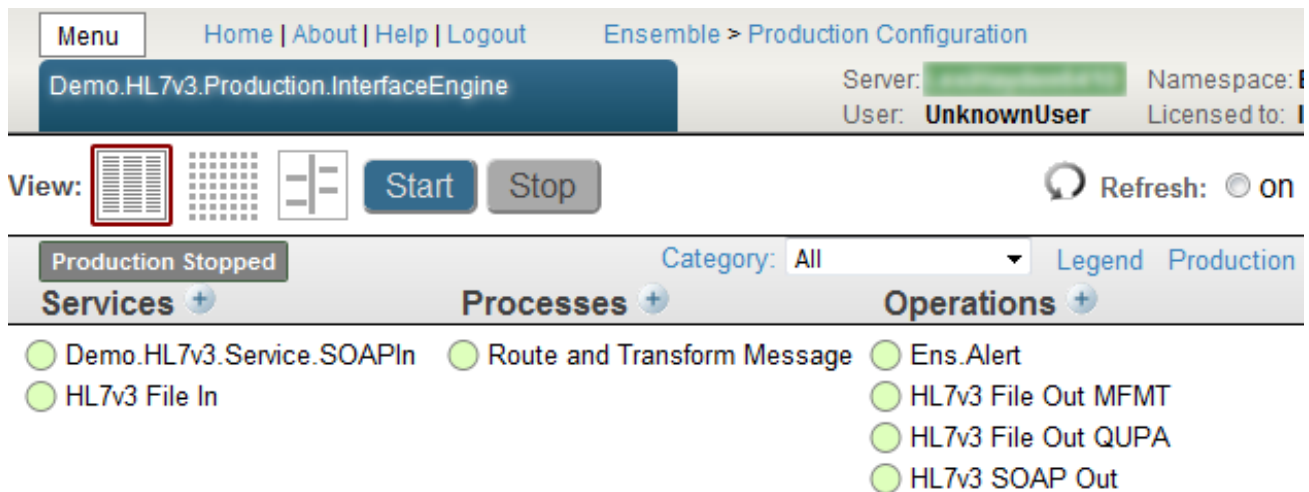 Menu Home | About | Help | Logout Ensemble > Production Configuration
Demo.HL7v3.Production.InterfaceEngine Server: Namespace:
User: UnknownUser Licensed to:
View: Start Stop Refresh: on
Production Stopped Category: All Legend Production
Services Processes Operations
Demo.HL7v3.Service.SOAPIn Route and Transform Message Ens.Alert
HL7v3 File In HL7v3 File Out MFMT
HL7v3 File Out QUPA
HL7v3 SOAP Out